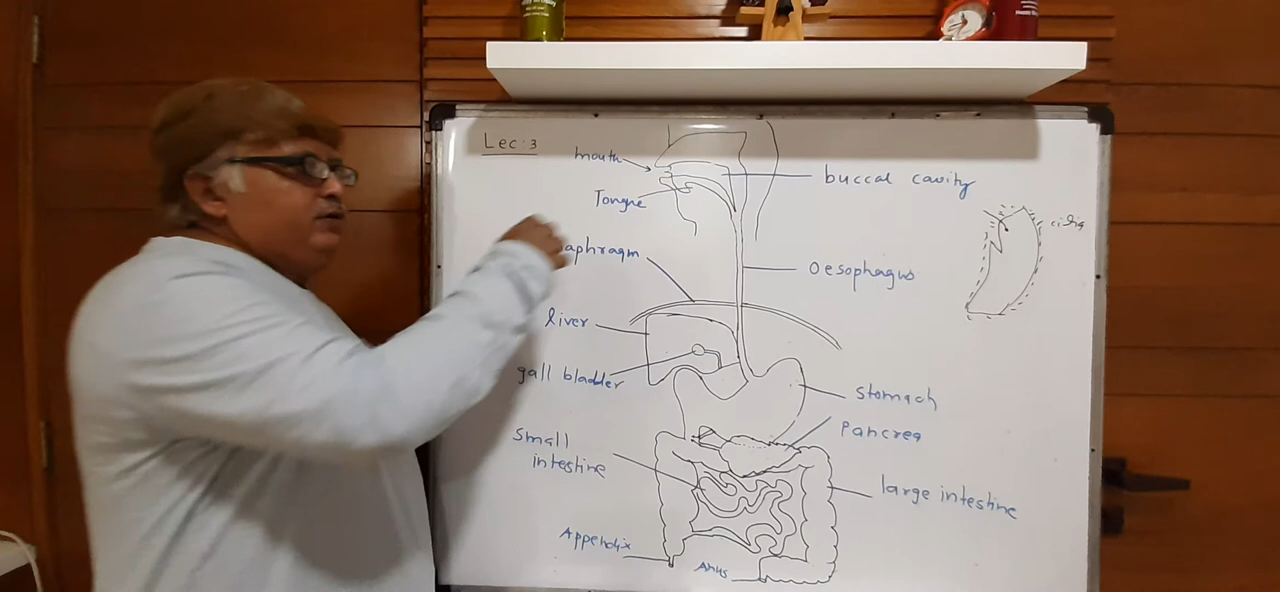 Lec: 3
mouth
buccal cavity
Tongue
cilia
aphragm
Oesophagus
liver
gall bladder
Stomach
Pancrea
Small
intestine
large intestine
Appendix
Anus